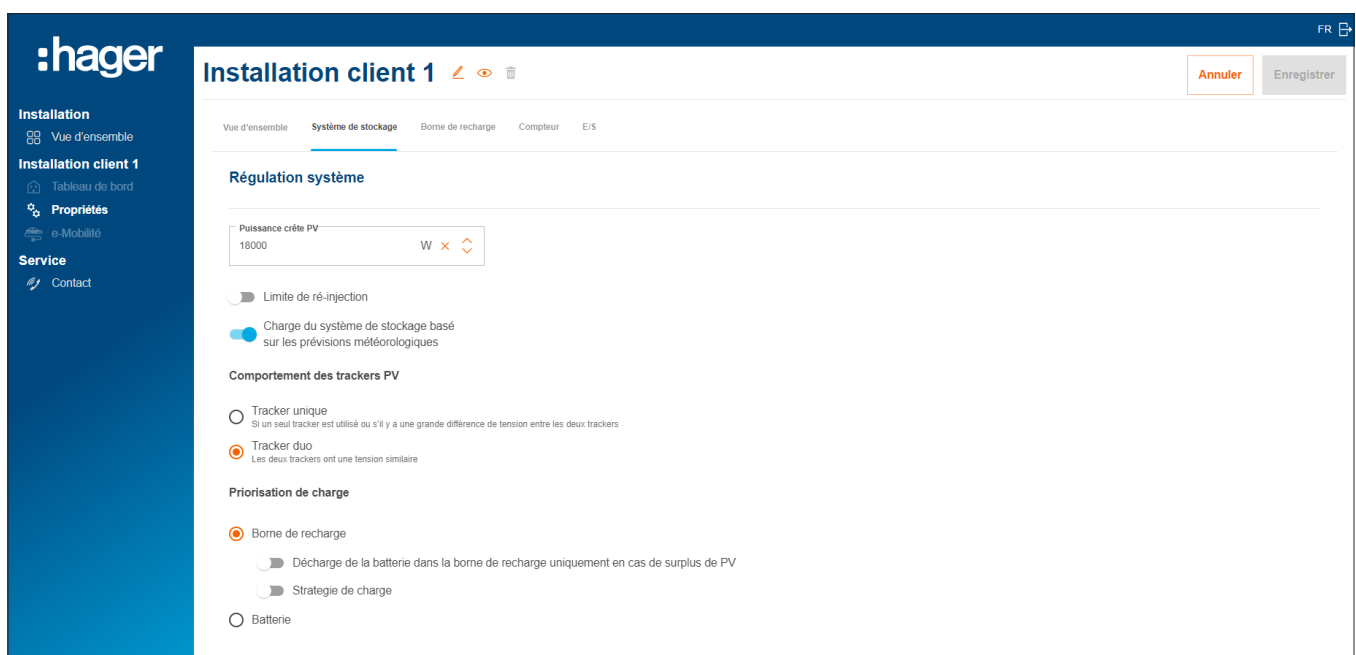 FR
:hager
Installation client 1
Annuler
Enregistrer
Installation
Vue d'ensemble
Installation client 1
Tableau de bord
Propriétés
e-Mobilité
Service
Contact
Vue d'ensemble
Système de stockage
Borne de recharge
Compteur
E/S
Régulation système
Puissance crête PV
18000
W
Limite de ré-injection
Charge du système de stockage basé
sur les prévisions météorologiques
Comportement des trackers PV
Tracker unique
Si un seul tracker est utilisé ou s'il y a une grande différence de tension entre les deux trackers
Tracker duo
Les deux trackers ont une tension similaire
Priorisation de charge
Borne de recharge
Décharge de la batterie dans la borne de recharge uniquement en cas de surplus de PV
Strategie de charge
Batterie